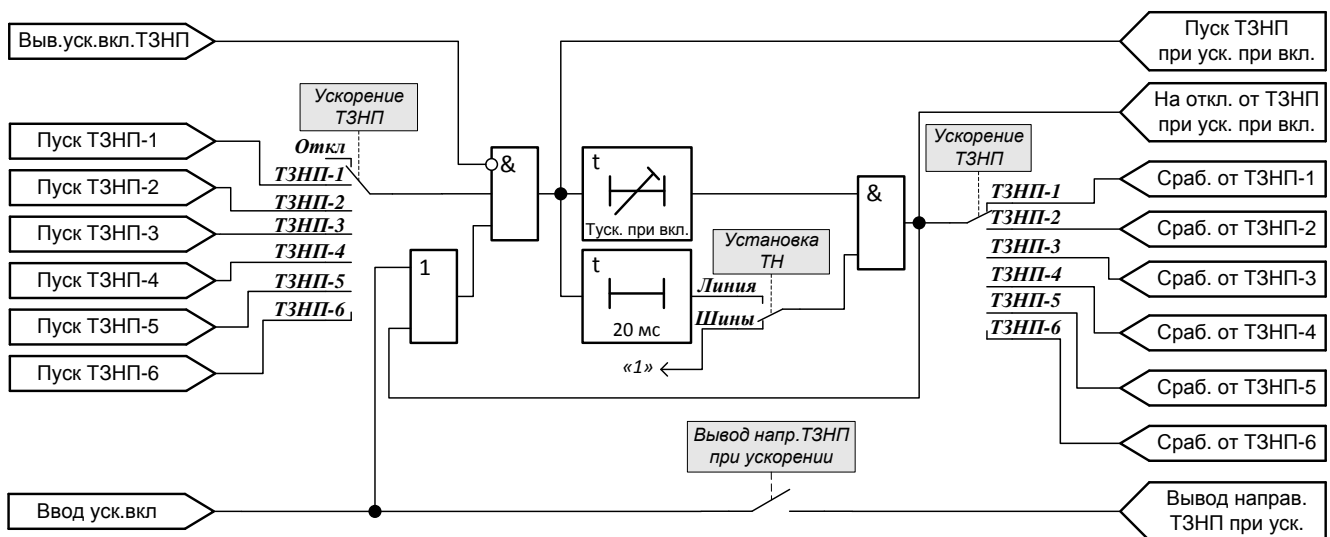 Выв.уск.вкл.ТЗНП
Пуск ТЗНП-1
Пуск ТЗНП-2
Пуск ТЗНП-3
Пуск ТЗНП-4
Пуск ТЗНП-5
Пуск ТЗНП-6
Ввод уск.вкл
Ускорение
ТЗНП
Откл
ТЗНП-1
ТЗНП-2
ТЗНП-3
ТЗНП-4
ТЗНП-5
ТЗНП-6
&
1
t
Туск. при вкл.
t
20 мс
Установка
ТН
Линия
Шины
«1»
&
Вывод напр.ТЗНП
при ускорении
Ускорение
ТЗНП
ТЗНП-1
ТЗНП-2
ТЗНП-3
ТЗНП-4
ТЗНП-5
ТЗНП-6
Пуск ТЗНП
при уск. при вкл.
На откл. от ТЗНП
при уск. при вкл.
Сраб. от ТЗНП-1
Сраб. от ТЗНП-2
Сраб. от ТЗНП-3
Сраб. от ТЗНП-4
Сраб. от ТЗНП-5
Сраб. от ТЗНП-6
Вывод направ.
ТЗНП при уск.